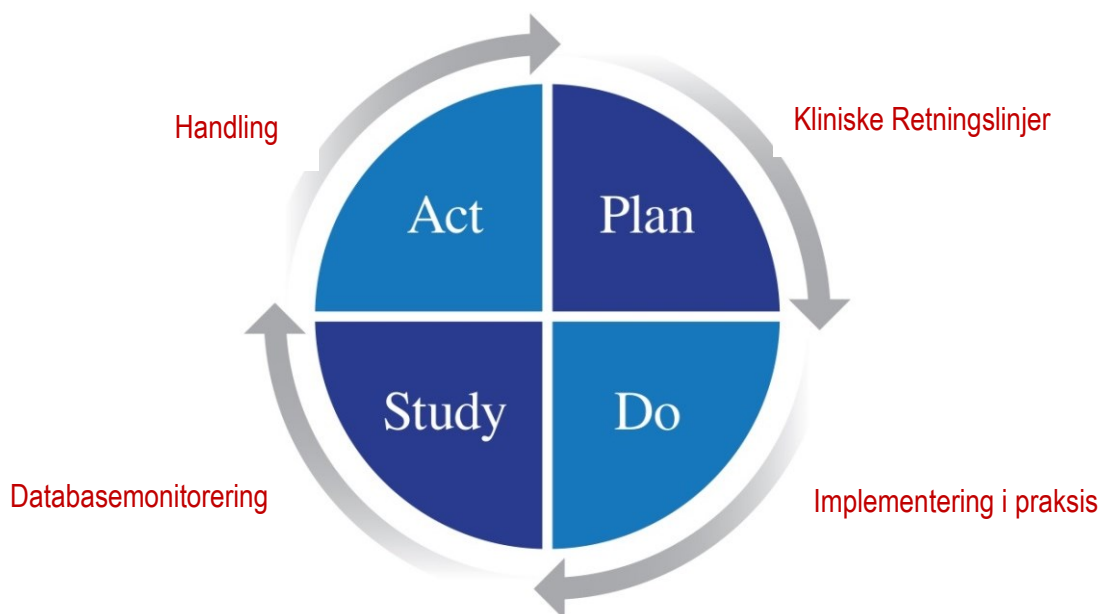 Handling
Kliniske Retningslinjer
Act
Plan
Study
Do
Databasemonitorering
Implementering i praksis